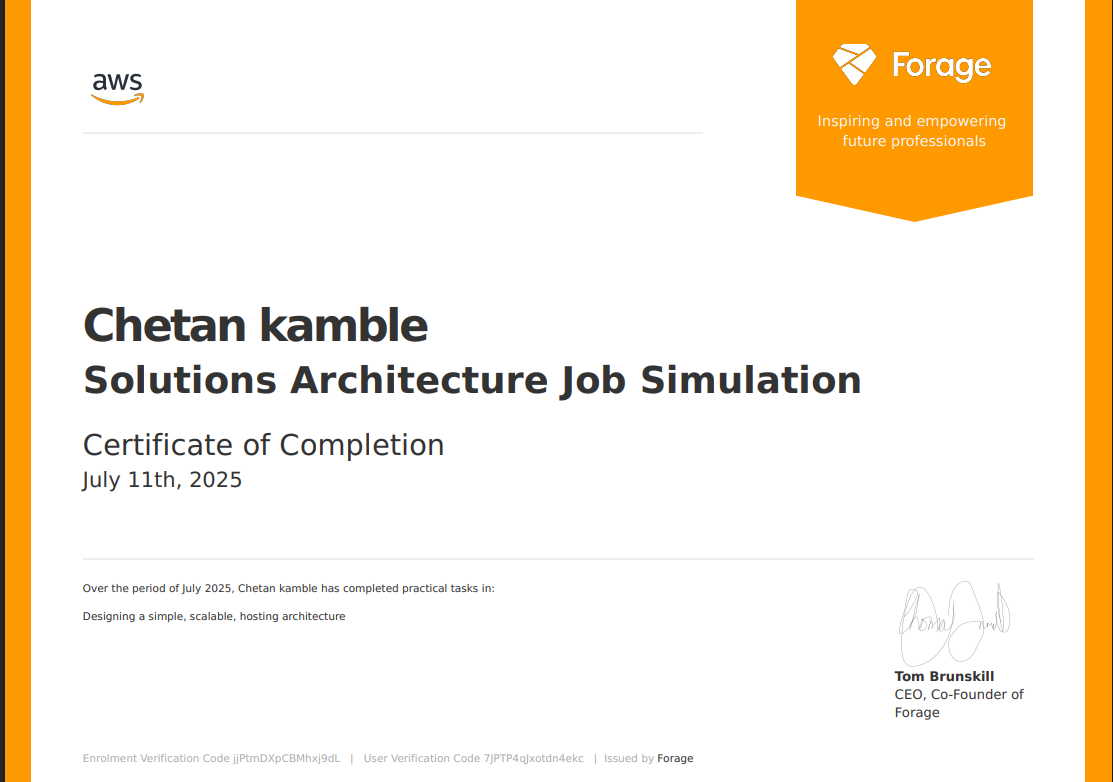 aws
Forage
Inspiring and empowering
future professionals
Chetan kamble
Solutions Architecture Job Simulation
Certificate of Completion
July 11th, 2025
Over the period of July 2025, Chetan kamble has completed practical tasks in:
Designing a simple, scalable, hosting architecture
Tom Brunskill
CEO, Co-Founder of
Forage
Enrolment Verification Code jjPtmDXpCBMhxj9dL | User Verification Code 7JPTP4qJxotdn4ekc | Issued by Forage